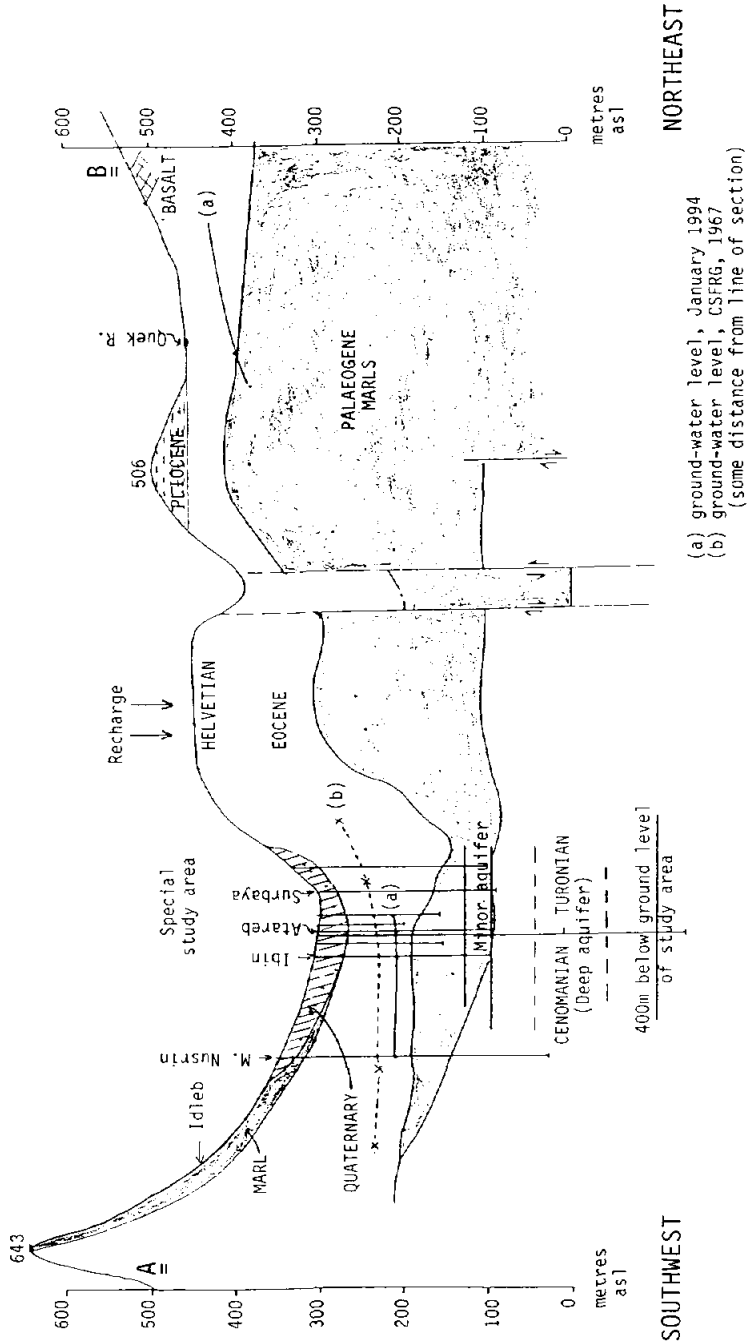 643
A
B
506
Recharge
Special
study area
Idleb
M. Nusrin
Ibin
Atareb
Surbaya
Quek R.
PLIOCENE
BASALT
HELVETIAN
EOCENE
MARL
QUATERNARY
PALAEOGENE
MARLS
(a)
(b)
(a)
Minor aquifer
CENOMANIAN - TURONIAN
(Deep aquifer)
400m below ground level
of study area
600
500
400
300
200
100
0
metres
asl
600
500
400
300
200
100
0
metres
asl
SOUTHWEST
NORTHEAST
(a) ground-water level, January 1994
(b) ground-water level, CSFRG, 1967
(some distance from line of section)